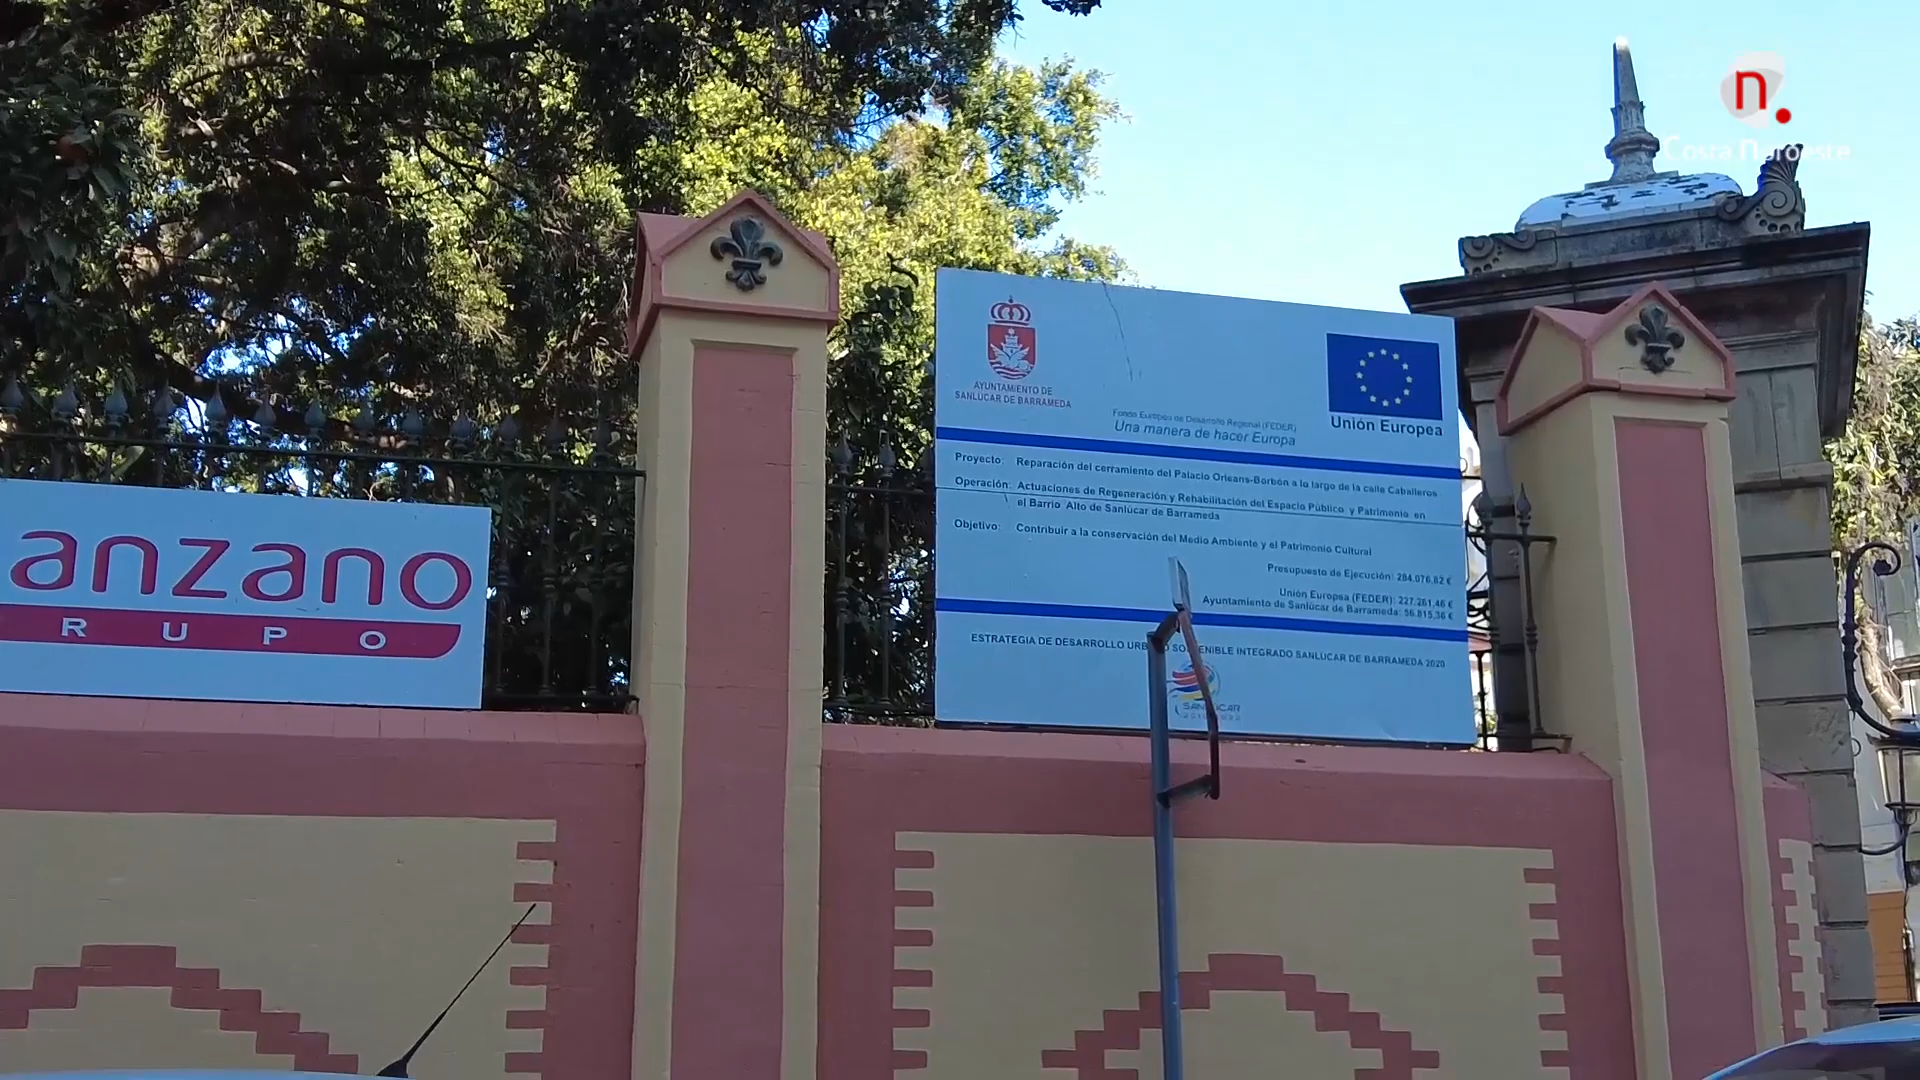 n.
Costa Noroeste
AYUNTAMIENTO DE
SANLÚCAR DE BARRAMEDA
Fondo Europeo de Desarrollo Regional (FEDER)
Una manera de hacer Europa
Unión Europea
Proyecto: Reparación del cerramiento del Palacio Orleans-Borbón a lo largo de la calle Caballeros
Operación: Actuaciones de Regeneración y Rehabilitación del Espacio Público y Patrimonio en
el Barrio Alto de Sanlúcar de Barrameda
Objetivo: Contribuir a la conservación del Medio Ambiente y el Patrimonio Cultural
Presupuesto de Ejecución: 284.076,82 €
Unión Europea (FEDER): 227.261,46 €
Ayuntamiento de Sanlúcar de Barrameda: 56.815,36 €
ESTRATEGIA DE DESARROLLO SOSTENIBLE INTEGRADO SANLÚCAR DE BARRAMEDA 2020
SANLÚCAR
anzano
RUPO